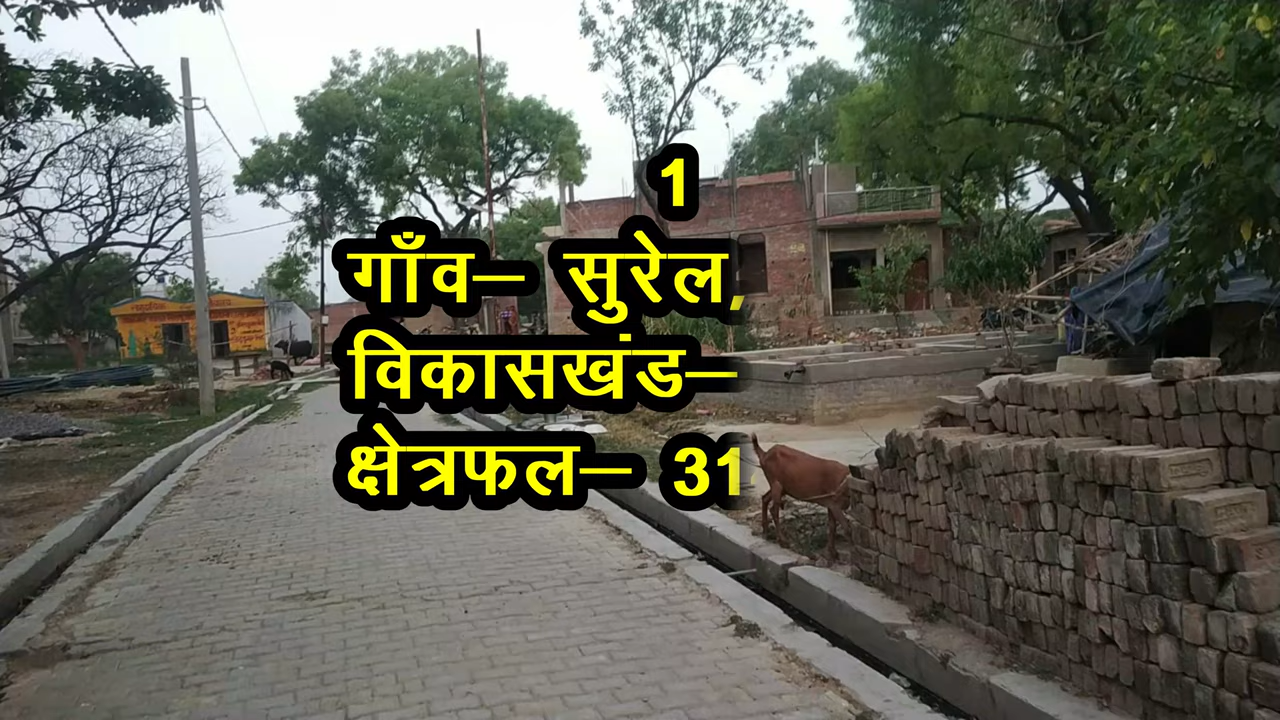 1
गाँव– सुरेल,
विकासखंड–
क्षेत्रफल– 31